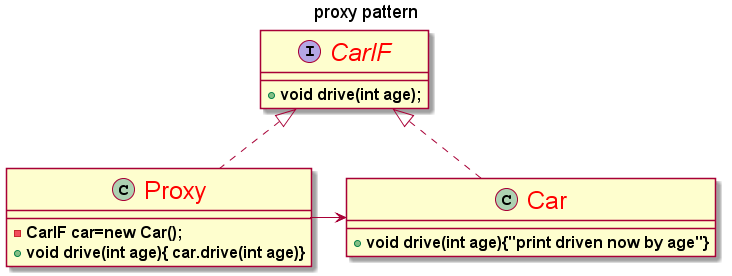 proxy pattern
I CarIF
void drive(int age);
C Proxy
CarIF car=new Car();
void drive(int age){ car.drive(int age)}
C Car
void drive(int age){"print driven now by age"}